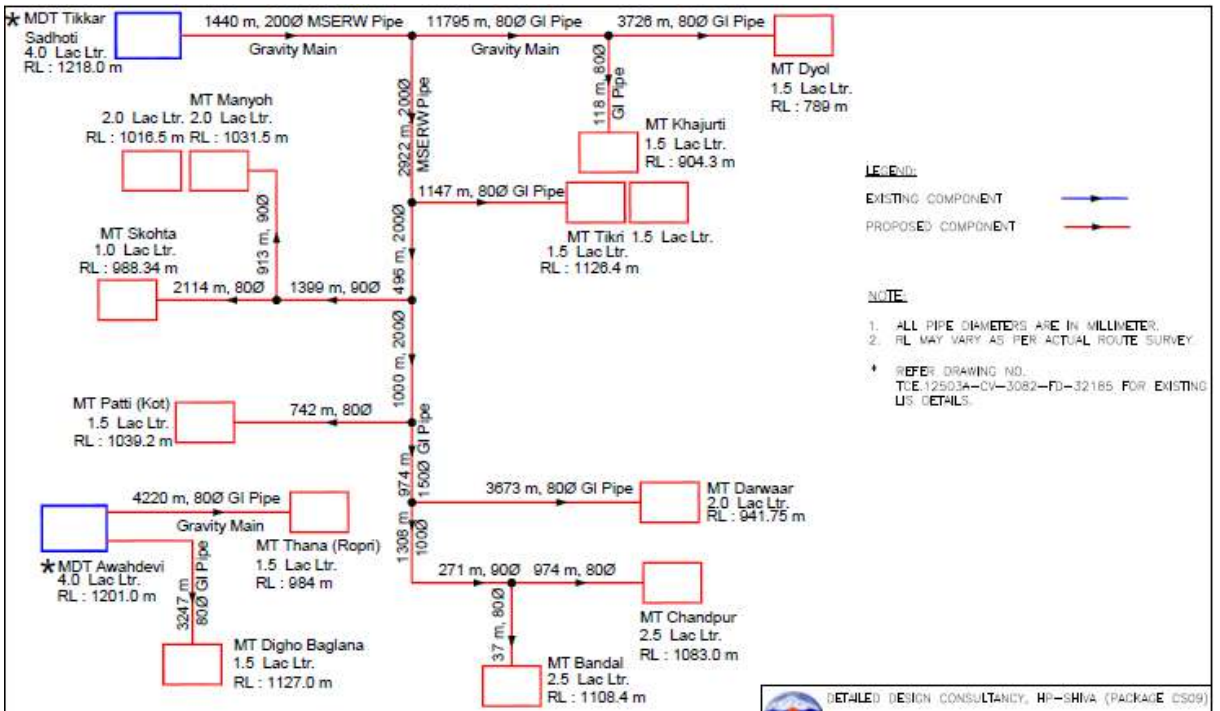 * MDT Tikkar
Sadhoti
4.0 Lac Ltr.
RL : 1218.0 m
1440 m, 200Ø MSERW Pipe
Gravity Main
11795 m, 80Ø GI Pipe
Gravity Main
3726 m, 80Ø GI Pipe
MT Dyol
1.5 Lac Ltr.
RL : 789 m
118 m, 80Ø
GI Pipe
MT Khajurti
1.5 Lac Ltr.
RL : 904.3 m
2922 m, 200Ø
MSERW Pipe
MT Manyoh
2.0 Lac Ltr. 2.0 Lac Ltr.
RL : 1016.5 m RL : 1031.5 m
1147 m, 80Ø GI Pipe
MT Tikri 1.5 Lac Ltr.
1.5 Lac Ltr.
RL : 1126.4 m
913 m, 90Ø
496 m, 200Ø
MT Skohta
1.0 Lac Ltr.
RL : 988.34 m
2114 m, 80Ø
1399 m, 90Ø
1000 m, 200Ø
MT Patti (Kot)
1.5 Lac Ltr.
RL : 1039.2 m
742 m, 80Ø
974 m
150Ø GI Pipe
3673 m, 80Ø GI Pipe
MT Darwaar
2.0 Lac Ltr.
RL : 941.75 m
1308 m
100Ø
4220 m, 80Ø GI Pipe
Gravity Main
MT Thana (Ropri)
1.5 Lac Ltr.
RL : 984 m
* MDT Awahdevi
4.0 Lac Ltr.
RL : 1201.0 m
3247 m
80Ø GI Pipe
MT Digho Baglana
1.5 Lac Ltr.
RL : 1127.0 m
271 m, 90Ø
974 m, 80Ø
MT Chandpur
2.5 Lac Ltr.
RL : 1083.0 m
37 m, 80Ø
MT Bandal
2.5 Lac Ltr.
RL : 1108.4 m
LEGEND:
EXISTING COMPONENT
PROPOSED COMPONENT
NOTE:
1. ALL PIPE DIAMETERS ARE IN MILLIMETER.
2. RL MAY VARY AS PER ACTUAL ROUTE SURVEY.
* REFER DRAWING NO.
TCE.12503A-CV-3082-FD-32185 FOR EXISTING
LIS DETAILS.
DETAILED DESIGN CONSULTANCY, HP-SHIVA (PACKAGE CS09)